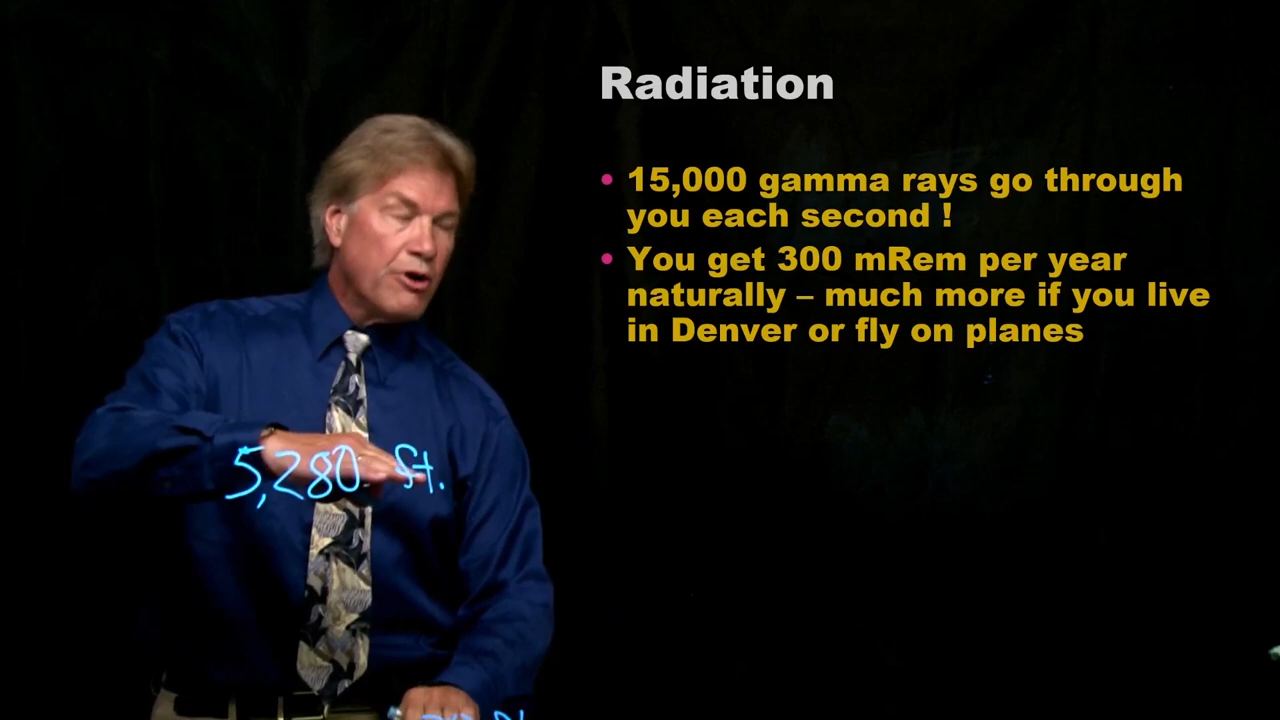 Radiation
• 15,000 gamma rays go through
you each second !
• You get 300 mRem per year
naturally – much more if you live
in Denver or fly on planes
5,280 ft.